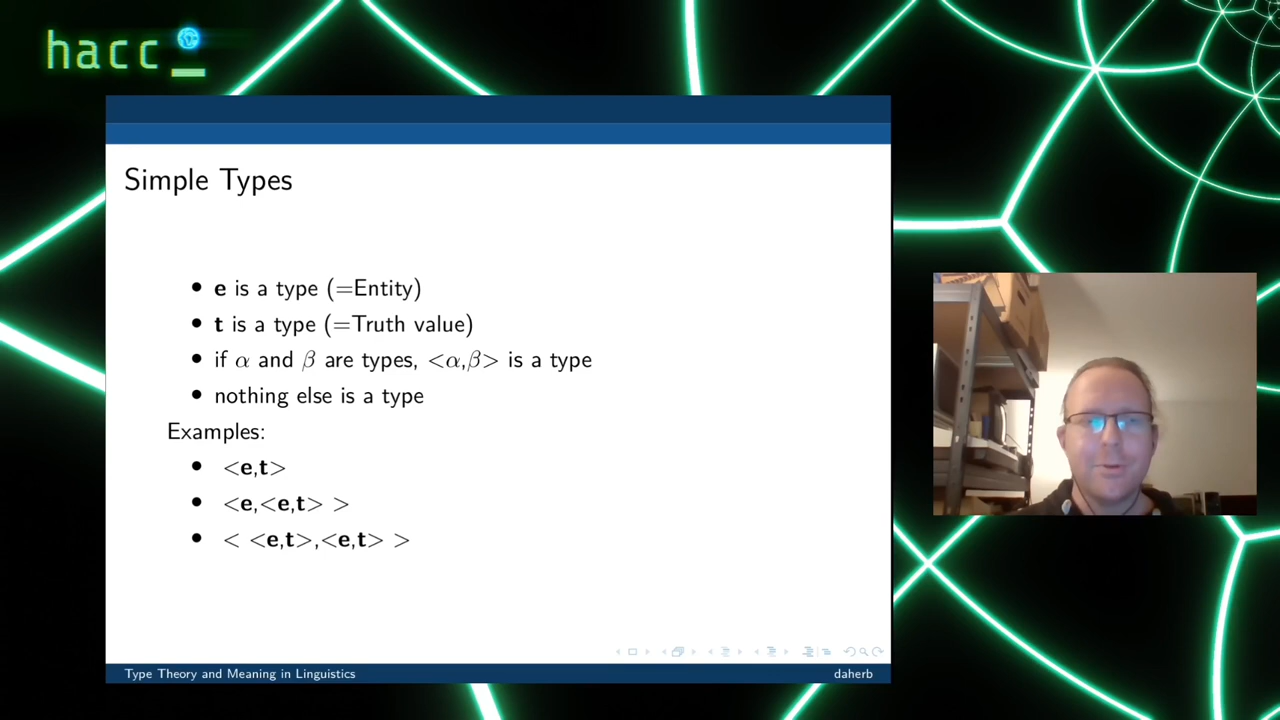 hacc_
Simple Types
• e is a type (=Entity)
• t is a type (=Truth value)
• if α and β are types, <α,β> is a type
• nothing else is a type
Examples:
• <e,t>
• <e,<e,t> >
• < <e,t>,<e,t> >
Type Theory and Meaning in Linguistics
daherb